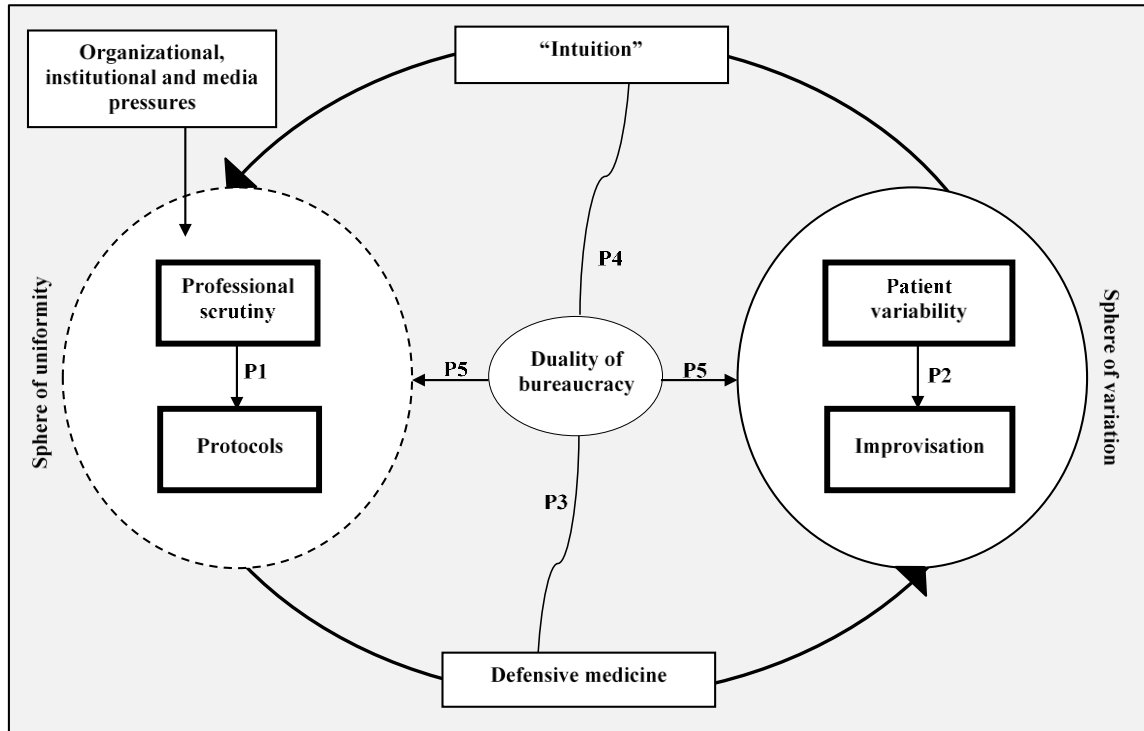 Organizational,
institutional and media
pressures
“Intuition”
Sphere of uniformity
Professional
scrutiny
P1
Protocols
P5
P4
Duality of
bureaucracy
P3
P5
Patient
variability
P2
Improvisation
Sphere of variation
Defensive medicine